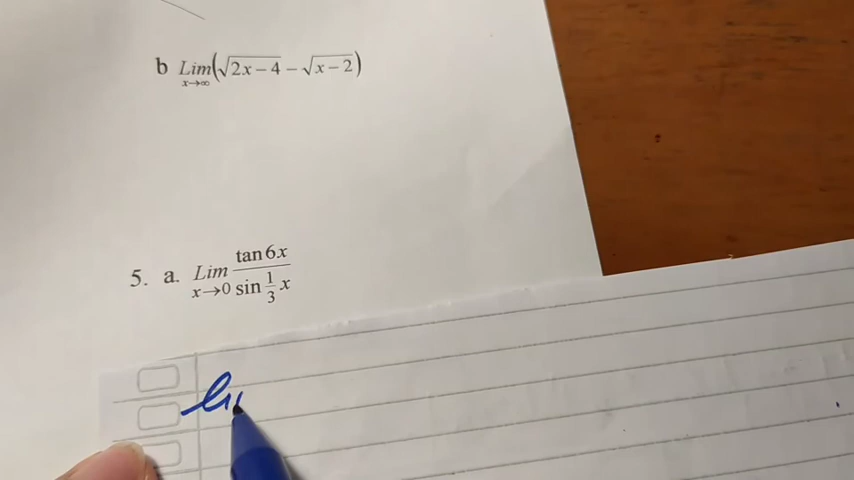 b Lim x→∞ (√2x − 4 − √x − 2)
5. a. Lim x→0 tan 6x / sin 1/3 x